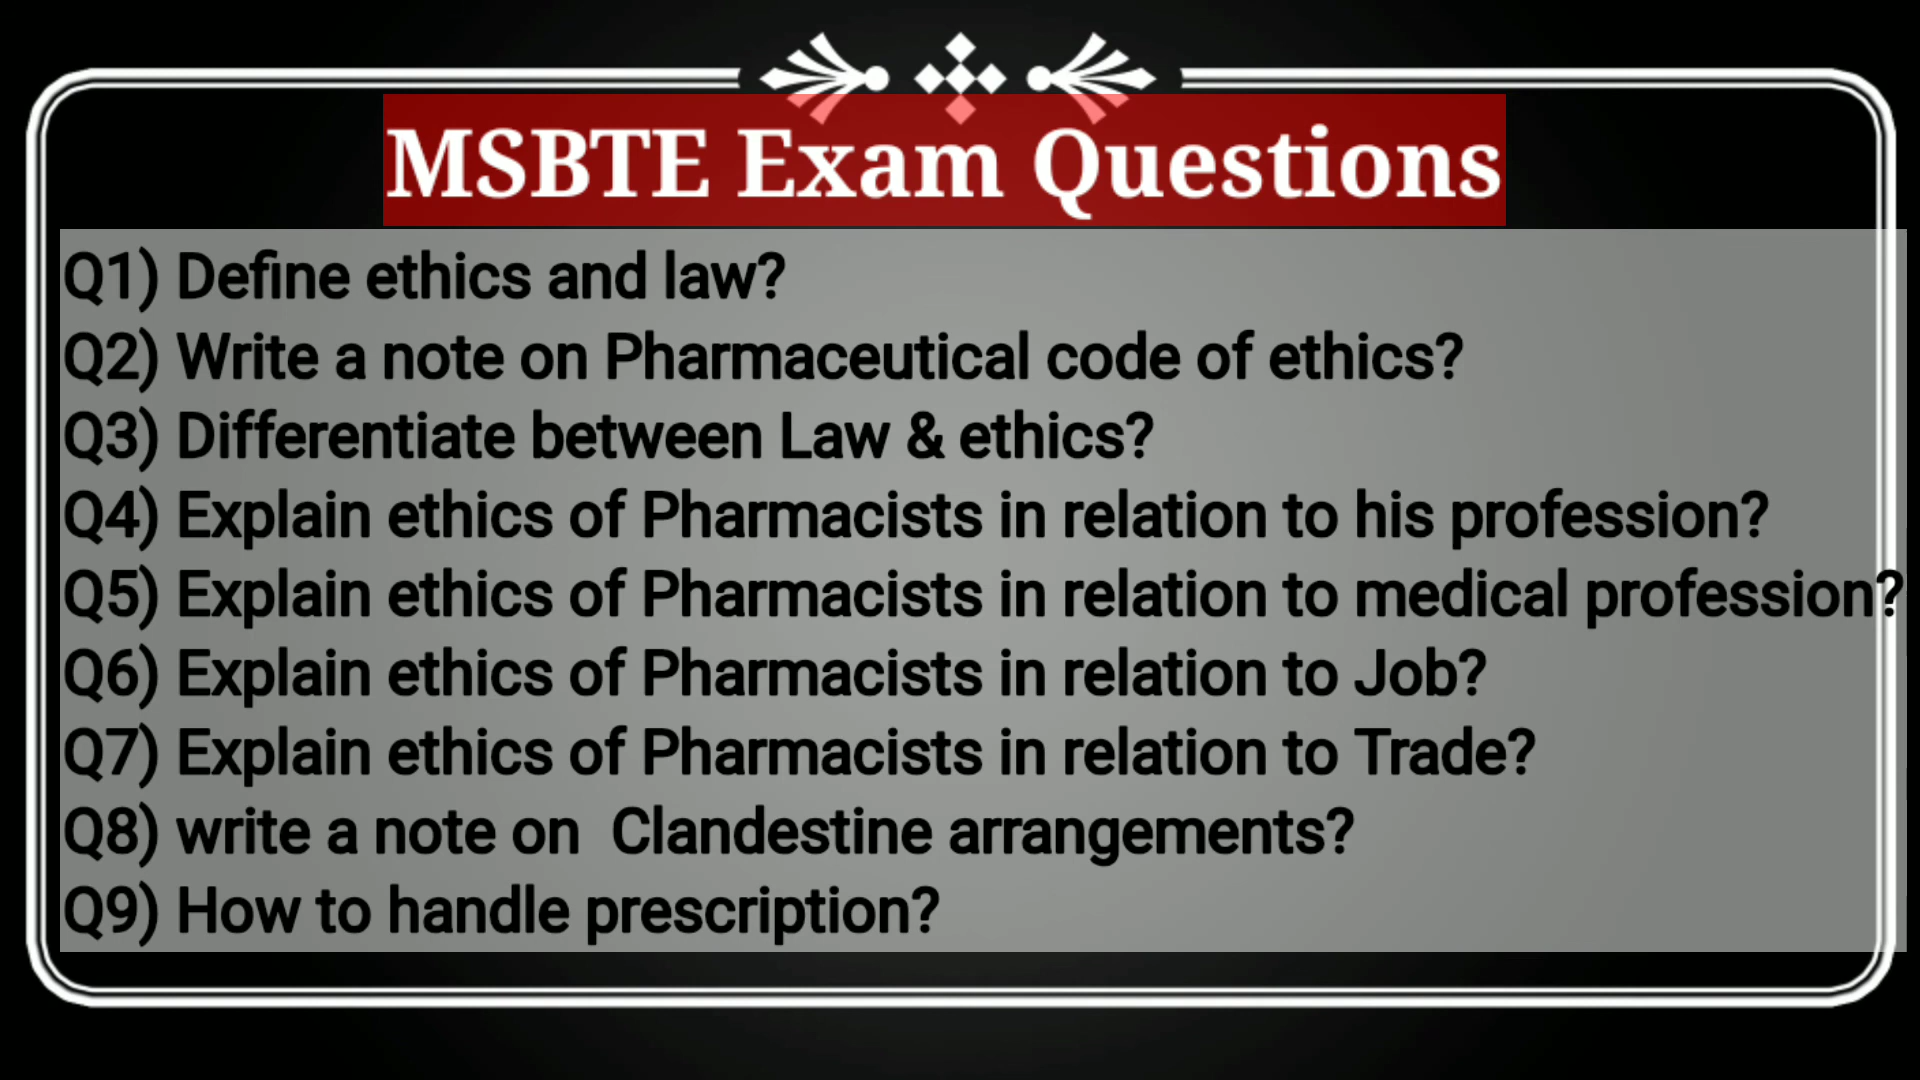 MSBTE Exam Questions
Q1) Define ethics and law?
Q2) Write a note on Pharmaceutical code of ethics?
Q3) Differentiate between Law & ethics?
Q4) Explain ethics of Pharmacists in relation to his profession?
Q5) Explain ethics of Pharmacists in relation to medical profession?
Q6) Explain ethics of Pharmacists in relation to Job?
Q7) Explain ethics of Pharmacists in relation to Trade?
Q8) write a note on  Clandestine arrangements?
Q9) How to handle prescription?